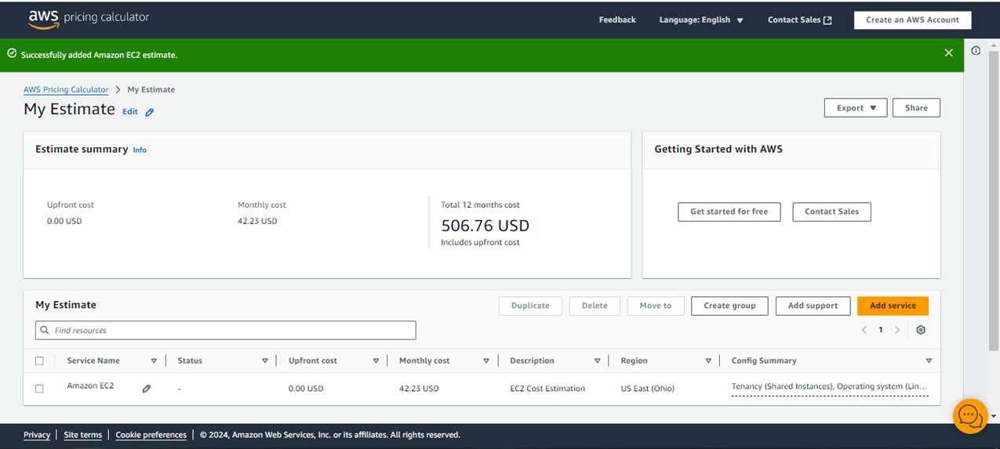 aws pricing calculator
Feedback Language: English Contact Sales Create an AWS Account
Successfully added Amazon EC2 estimate.
AWS Pricing Calculator My Estimate
My Estimate Edit
Export Share
Estimate summary Info
Getting Started with AWS
Upfront cost
0.00 USD
Monthly cost
42.23 USD
Total 12 months cost
506.76 USD
Includes upfront cost
Get started for free Contact Sales
My Estimate
Duplicate Delete Move to Create group Add support Add service
Find resources
1
Service Name Status Upfront cost Monthly cost Description Region Config Summary
Amazon EC2 - 0.00 USD 42.23 USD EC2 Cost Estimation US East (Ohio) Tenancy (Shared Instances), Operating system (Lin...
Privacy Site terms Cookie preferences © 2024, Amazon Web Services, Inc. or its affiliates. All rights reserved.